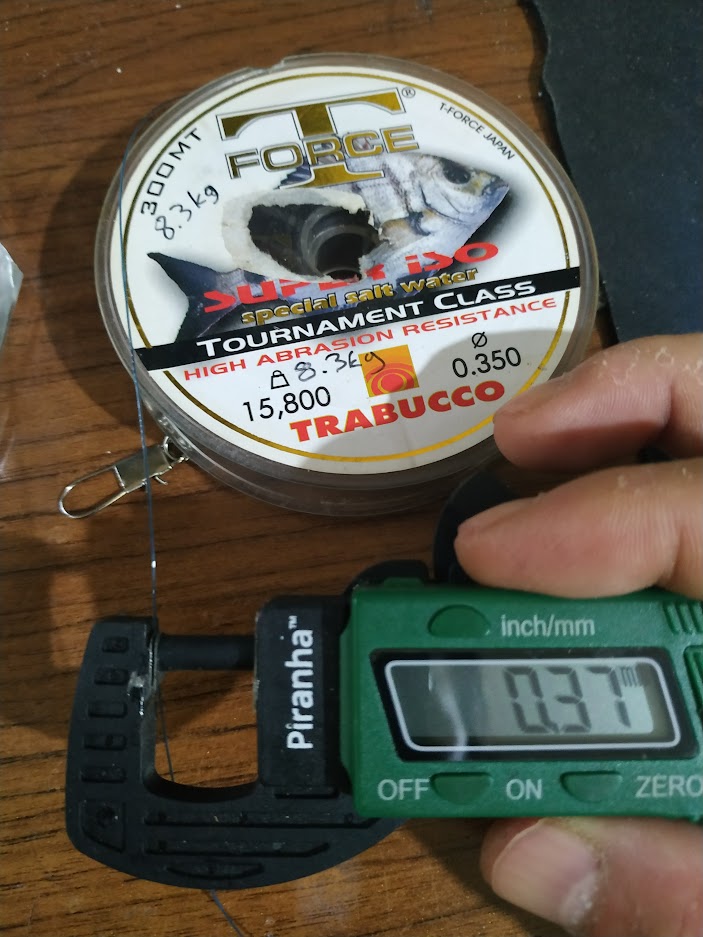 T®
FORCE
T-FORCE JAPAN
300MT
8.3kg
SUPER iso
special salt water
TOURNAMENT CLASS
HIGH ABRASION RESISTANCE
8.3kg
15,800
Ø
0.350
TRABUCCO
Piranha™
inch/mm
0.37
OFF
ON
ZERO